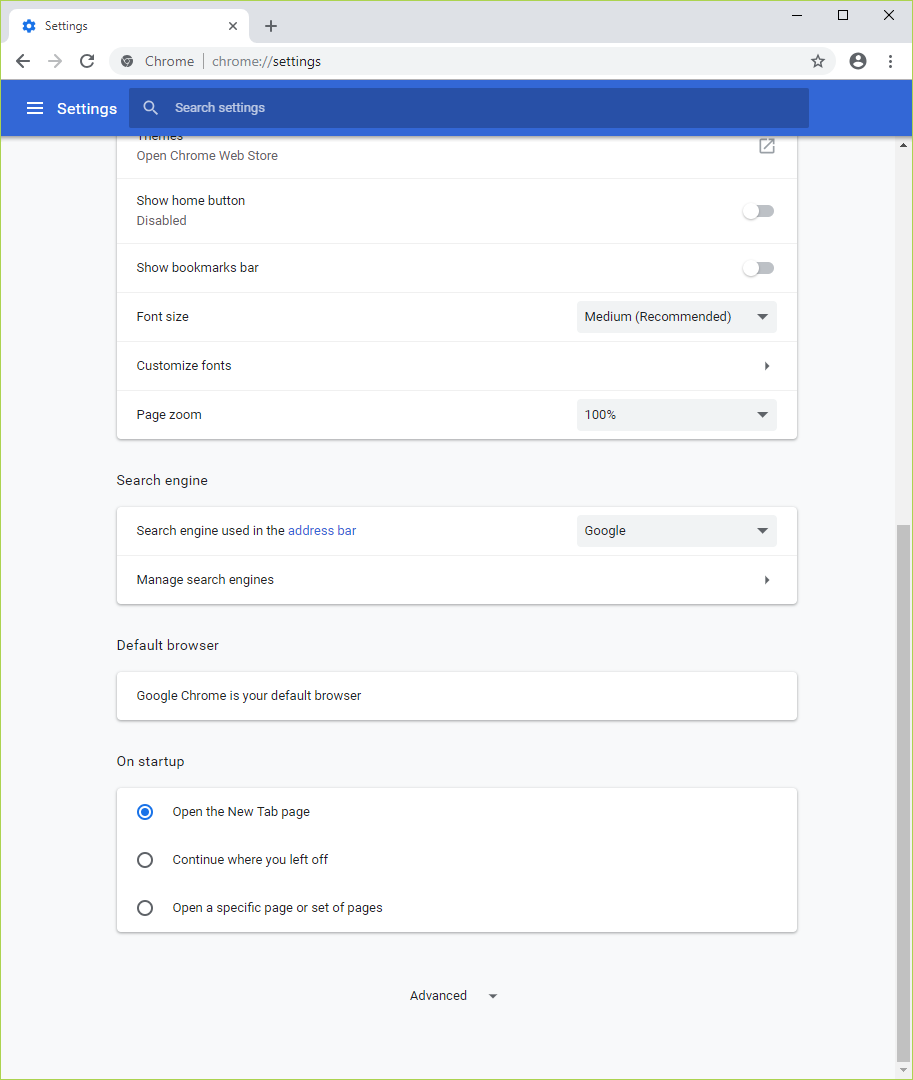 Settings
Chrome chrome://settings
Settings
Search settings
Themes
Open Chrome Web Store
Show home button
Disabled
Show bookmarks bar
Font size
Medium (Recommended)
Customize fonts
Page zoom
100%
Search engine
Search engine used in the address bar
Google
Manage search engines
Default browser
Google Chrome is your default browser
On startup
Open the New Tab page
Continue where you left off
Open a specific page or set of pages
Advanced